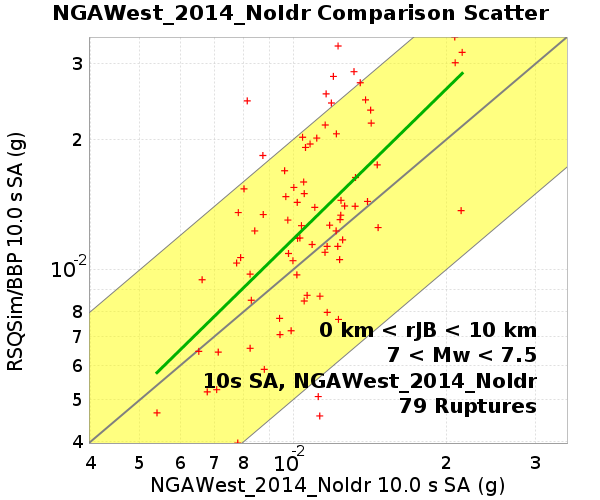 NGAWest_2014_NoIdr Comparison Scatter
RSQSim/BBP 10.0 s SA (g)
3
2
10-2
8
7
6
5
4
0 km < rJB < 10 km
7 < Mw < 7.5
10s SA, NGAWest_2014_NoIdr
79 Ruptures
4 5 6 7 8 10-2 2 3
NGAWest_2014_NoIdr 10.0 s SA (g)